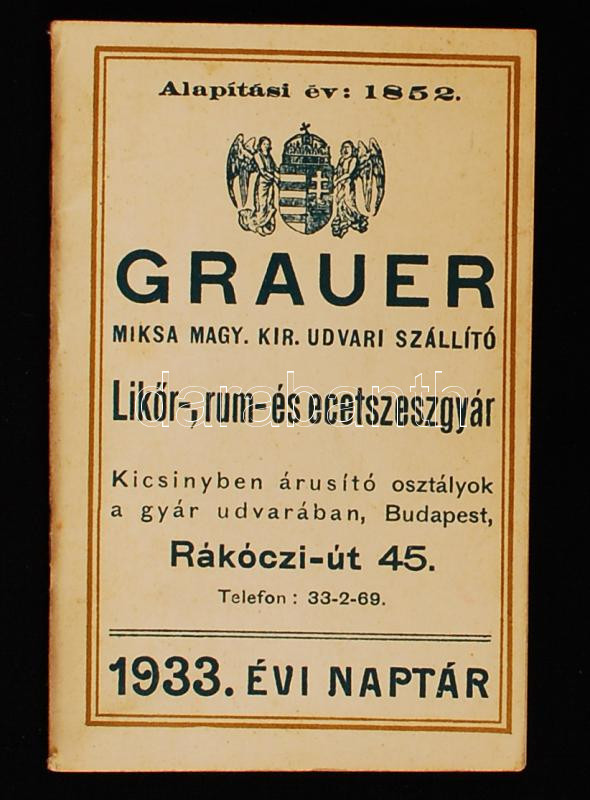 Alapítási év: 1852.
GRAUER
MIKSA MAGY. KIR. UDVARI SZÁLLÍTÓ
Likőr-, rum- és ecetszeszgyár
darabanth
Kicsinyben árusító osztályok
a gyár udvarában, Budapest,
Rákóczi-út 45.
Telefon : 33-2-69.
1933. ÉVI NAPTÁR